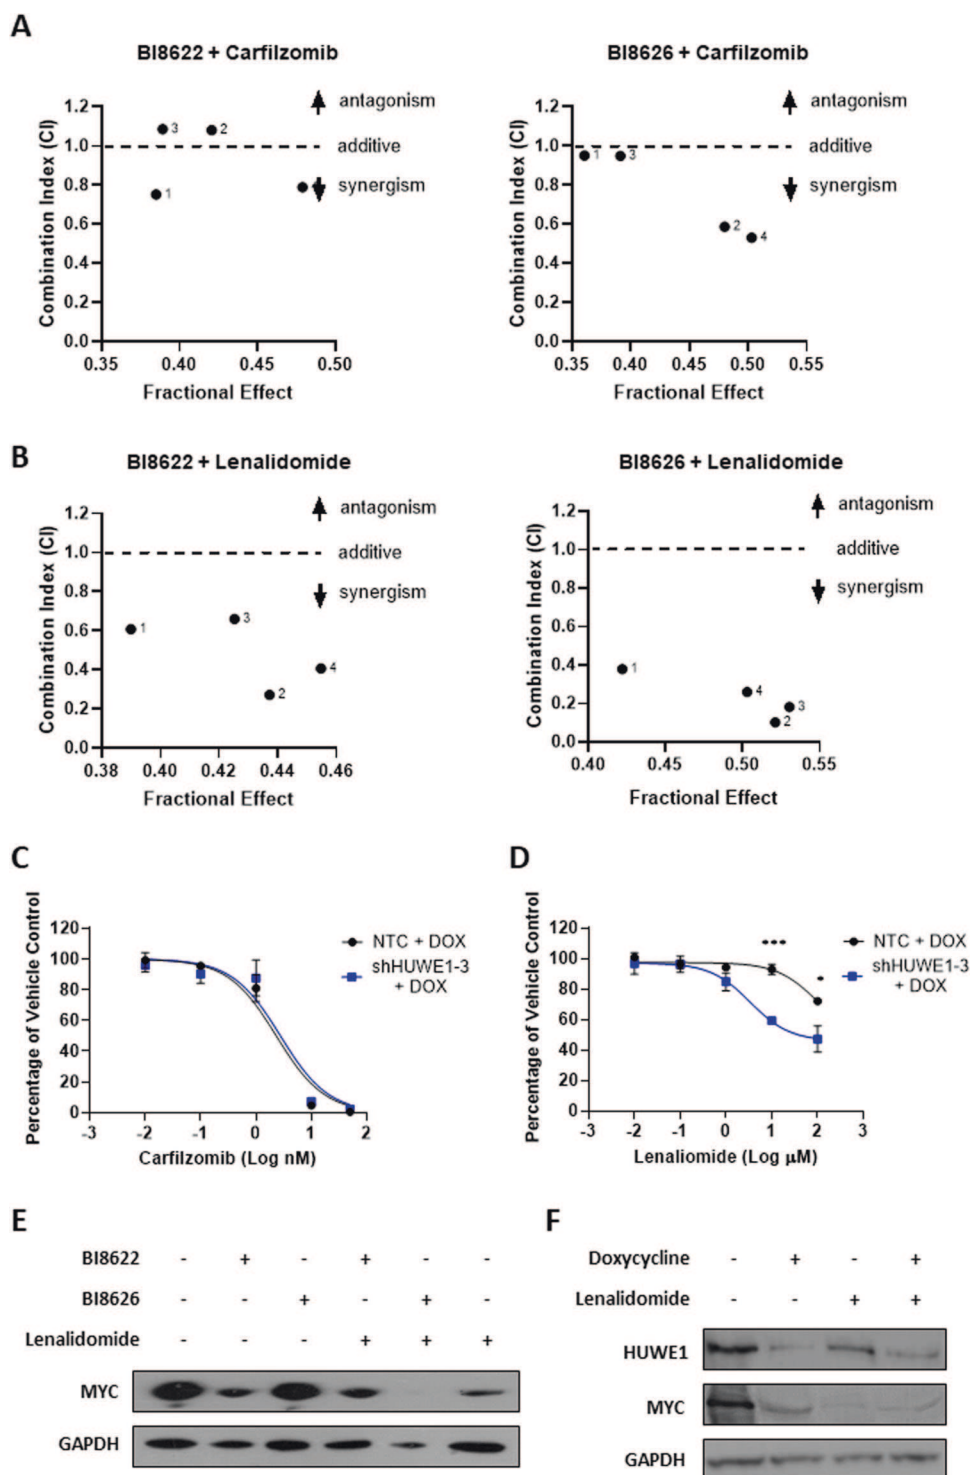 A
BI8622 + Carfilzomib
Combination Index (CI)
1.2
1.0
0.8
0.6
0.4
0.2
0.0
0.35 0.40 0.45 0.50
Fractional Effect
antagonism
additive
synergism
3
2
1
BI8626 + Carfilzomib
Combination Index (CI)
1.2
1.0
0.8
0.6
0.4
0.2
0.0
0.35 0.40 0.45 0.50 0.55
Fractional Effect
antagonism
additive
synergism
1
3
2
4
B
BI8622 + Lenalidomide
Combination Index (CI)
1.2
1.0
0.8
0.6
0.4
0.2
0.0
0.38 0.40 0.42 0.44 0.46
Fractional Effect
antagonism
additive
synergism
1
3
2
4
BI8626 + Lenalidomide
Combination Index (CI)
1.2
1.0
0.8
0.6
0.4
0.2
0.0
0.40 0.45 0.50 0.55
Fractional Effect
antagonism
additive
synergism
1
4
3
2
C
Percentage of Vehicle Control
120
100
80
60
40
20
0
-3 -2 -1 0 1 2
Carfilzomib (Log nM)
NTC + DOX
shHUWE1-3
+ DOX
D
Percentage of Vehicle Control
120
100
80
60
40
20
0
-3 -2 -1 0 1 2 3
Lenaliomide (Log µM)
***
*
NTC + DOX
shHUWE1-3
+ DOX
E
BI8622 - + - + - -
BI8626 - - + - + -
Lenalidomide - - - + + +
MYC
GAPDH
F
Doxycycline - + - +
Lenalidomide - - + +
HUWE1
MYC
GAPDH